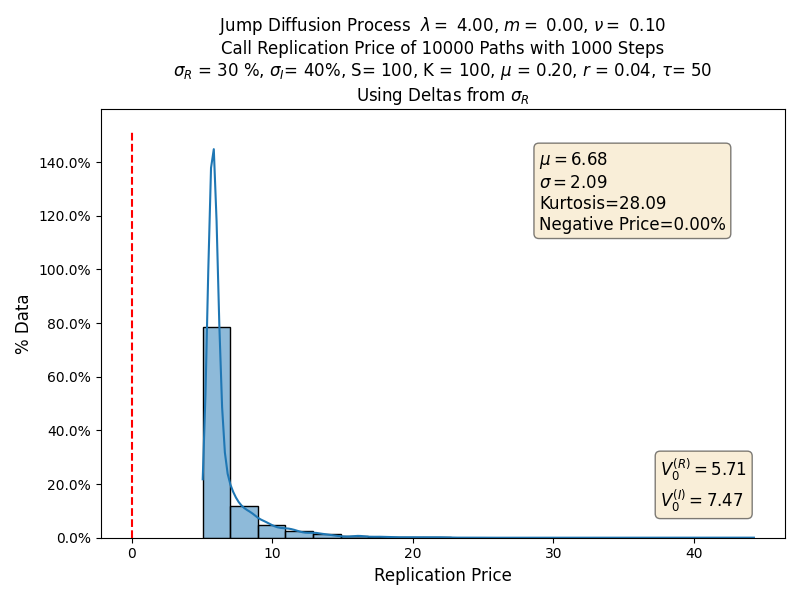 Jump Diffusion Process λ = 4.00, m = 0.00, ν = 0.10
Call Replication Price of 10000 Paths with 1000 Steps
σ_R = 30 %, σ_I= 40%, S= 100, K = 100, μ = 0.20, r = 0.04, τ= 50
Using Deltas from σ_R
140.0%
120.0%
100.0%
80.0%
60.0%
40.0%
20.0%
0.0%
% Data
μ = 6.68
σ = 2.09
Kurtosis=28.09
Negative Price=0.00%
V_0^(R) = 5.71
V_0^(I) = 7.47
0 10 20 30 40
Replication Price